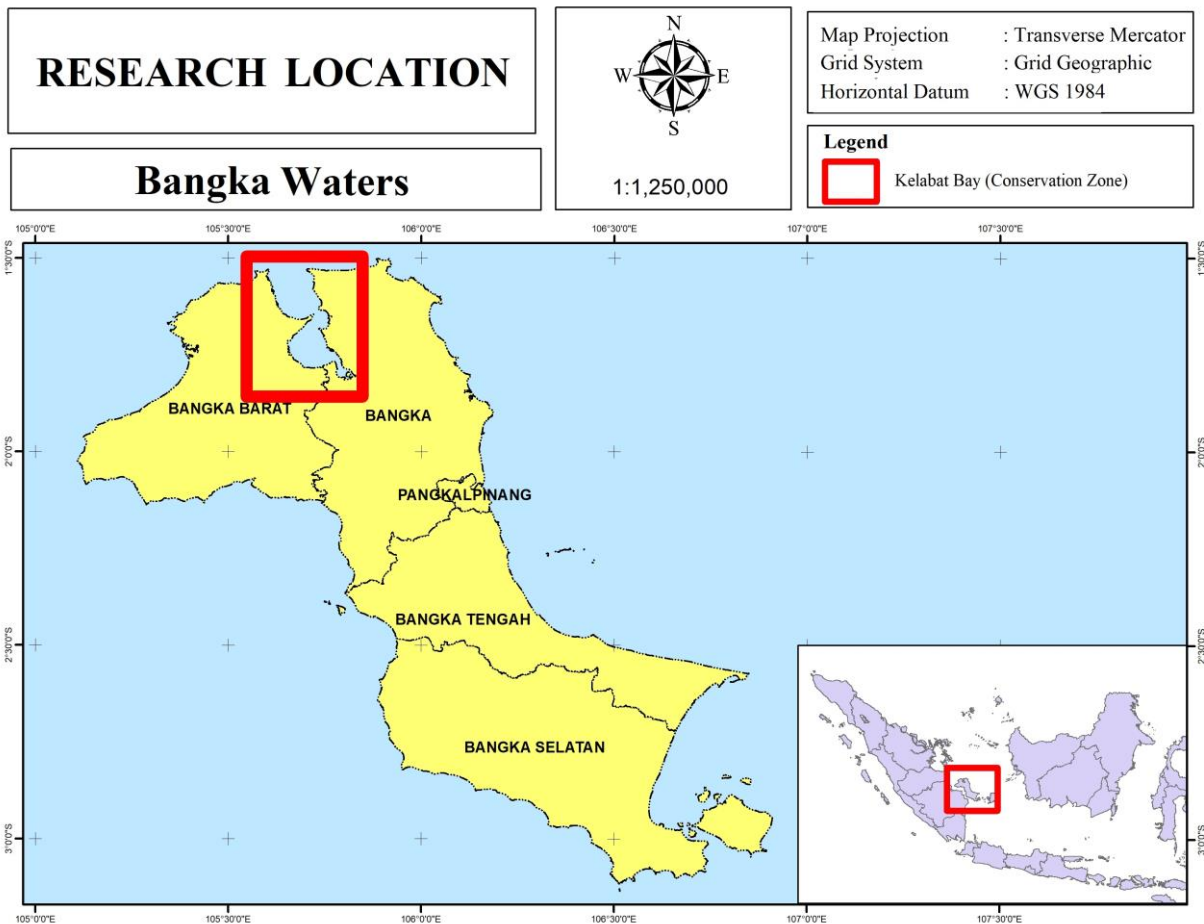 RESEARCH LOCATION
Bangka Waters
N
W E
S
1:1,250,000
Map Projection : Transverse Mercator
Grid System : Grid Geographic
Horizontal Datum : WGS 1984
Legend
Kelabat Bay (Conservation Zone)
105°0'0"E 105°30'0"E 106°0'0"E 106°30'0"E 107°0'0"E 107°30'0"E
1°30'0"S 1°30'0"S
BANGKA BARAT
BANGKA
2°0'0"S 2°0'0"S
PANGKALPINANG
BANGKA TENGAH
2°30'0"S 2°30'0"S
BANGKA SELATAN
3°0'0"S 3°0'0"S
105°0'0"E 105°30'0"E 106°0'0"E 106°30'0"E 107°0'0"E 107°30'0"E